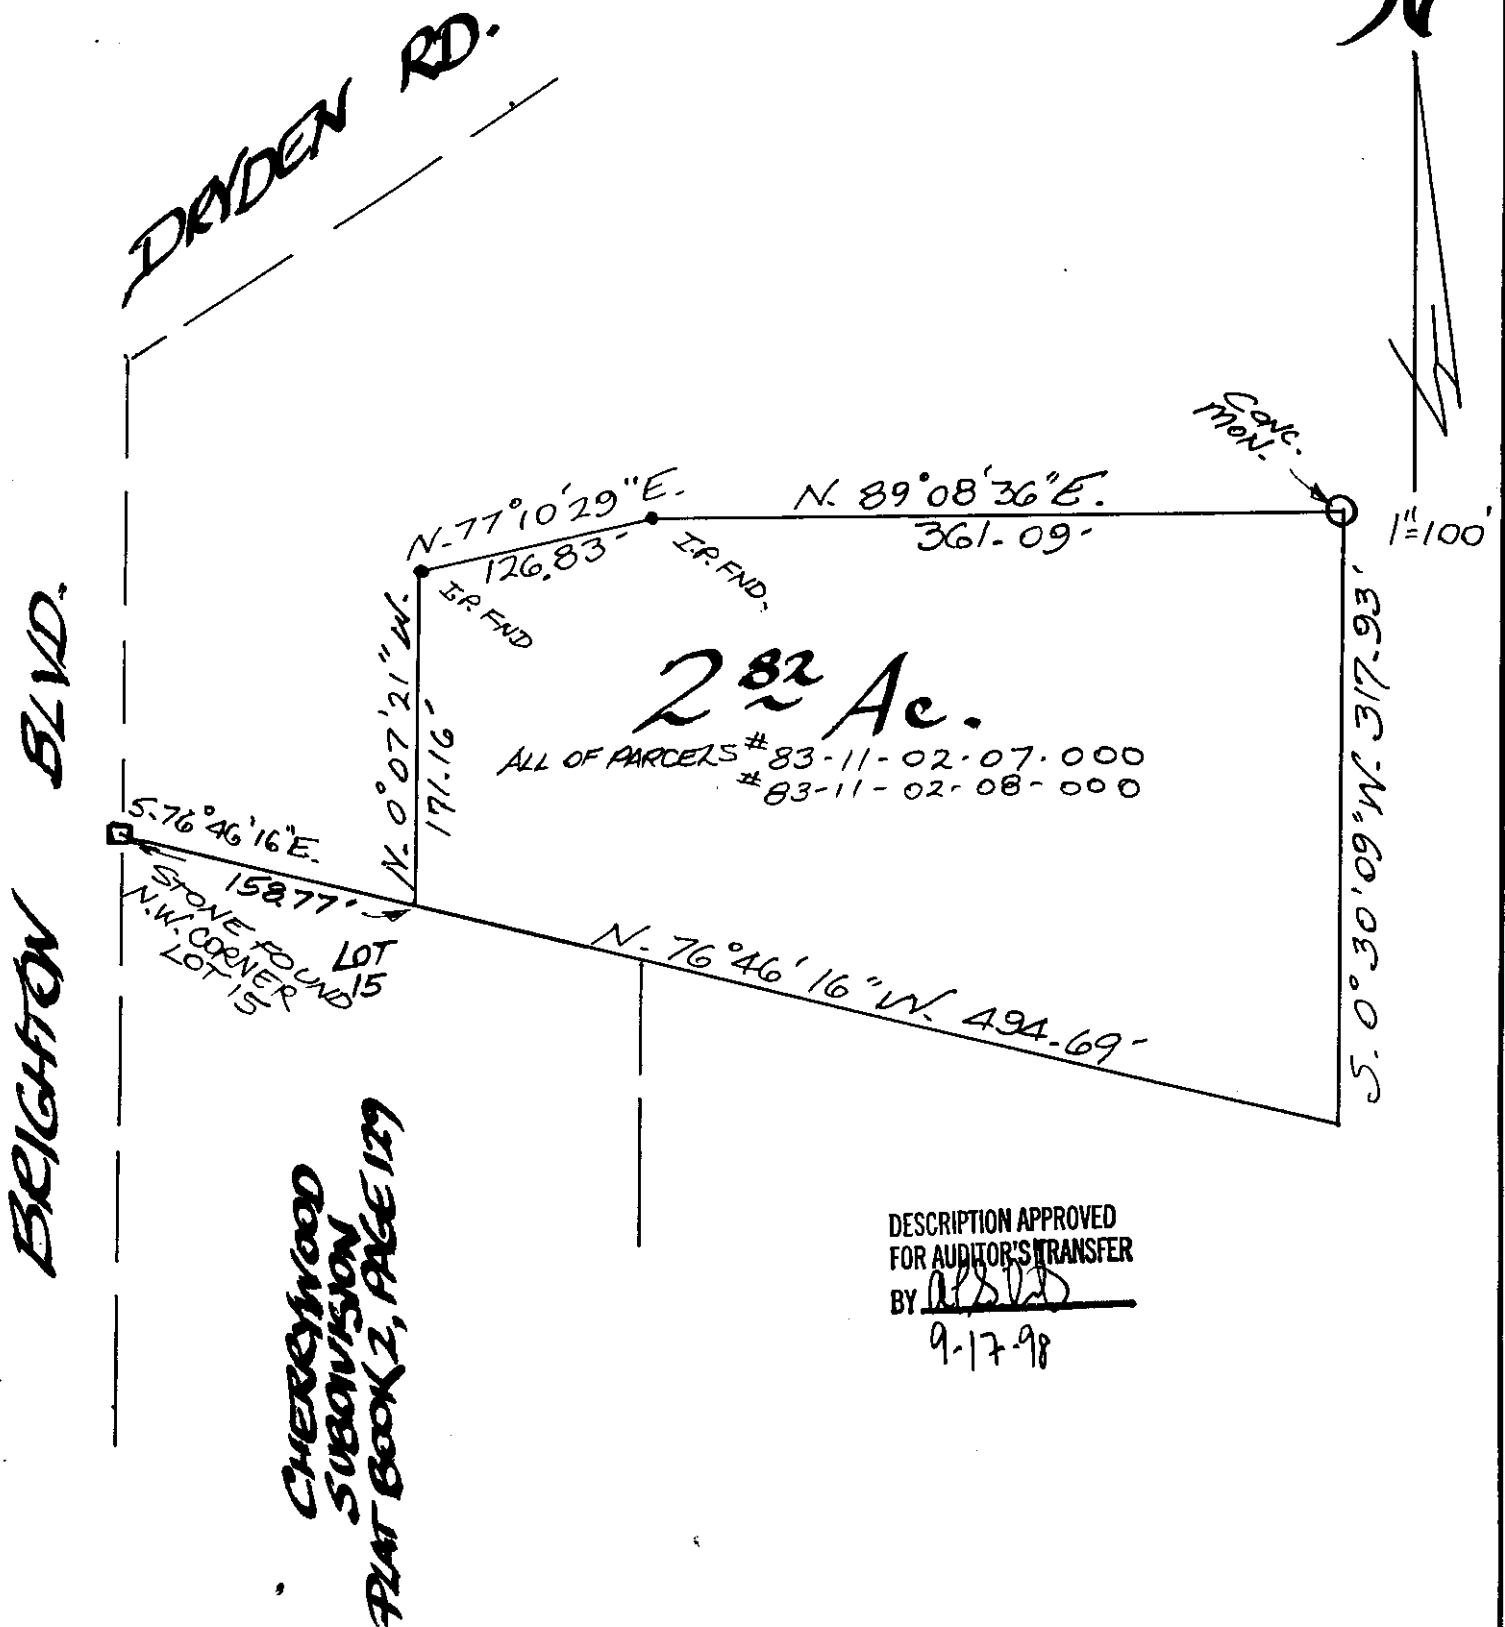 N
DRYDEN RD.
CONC.
MON.
1"=100'
N. 77°10'29"E.
126.83'
N. 89°08'36"E.
361.09'
I.P. FND
I.P. FND.
BRIGHTON BLVD.
N. 0°07'21"W.
171.16'
2 82 Ac.
ALL OF PARCELS # 83-11-02-07-000
# 83-11-02-08-000
S. 0°30'09"W. 317.93'
S. 76°46'16"E.
158.77'
STONE FOUND
N.W. CORNER
LOT 15
LOT
15
N. 76°46'16"W. 494.69'
CHERRYWOOD
SUBDIVISION
PLAT BOOK 2, PAGE 129
DESCRIPTION APPROVED
FOR AUDITOR'S TRANSFER
BY
9-17-98